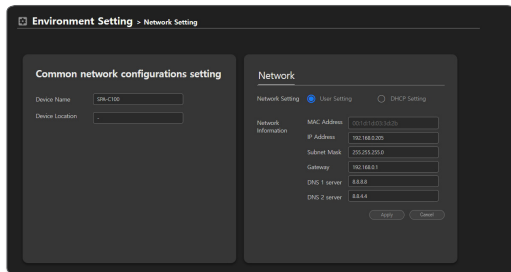 Environment Setting > Network Setting
Common network configurations setting
Device Name SPA-C100
Device Location -
Network
Network Setting User Setting DHCP Setting
Network Information
MAC Address
IP Address 192.168.0.205
Subnet Mask 255.255.255.0
Gateway 192.168.0.1
DNS 1 server 8.8.8.8
DNS 2 server 8.8.4.4
Apply Cancel